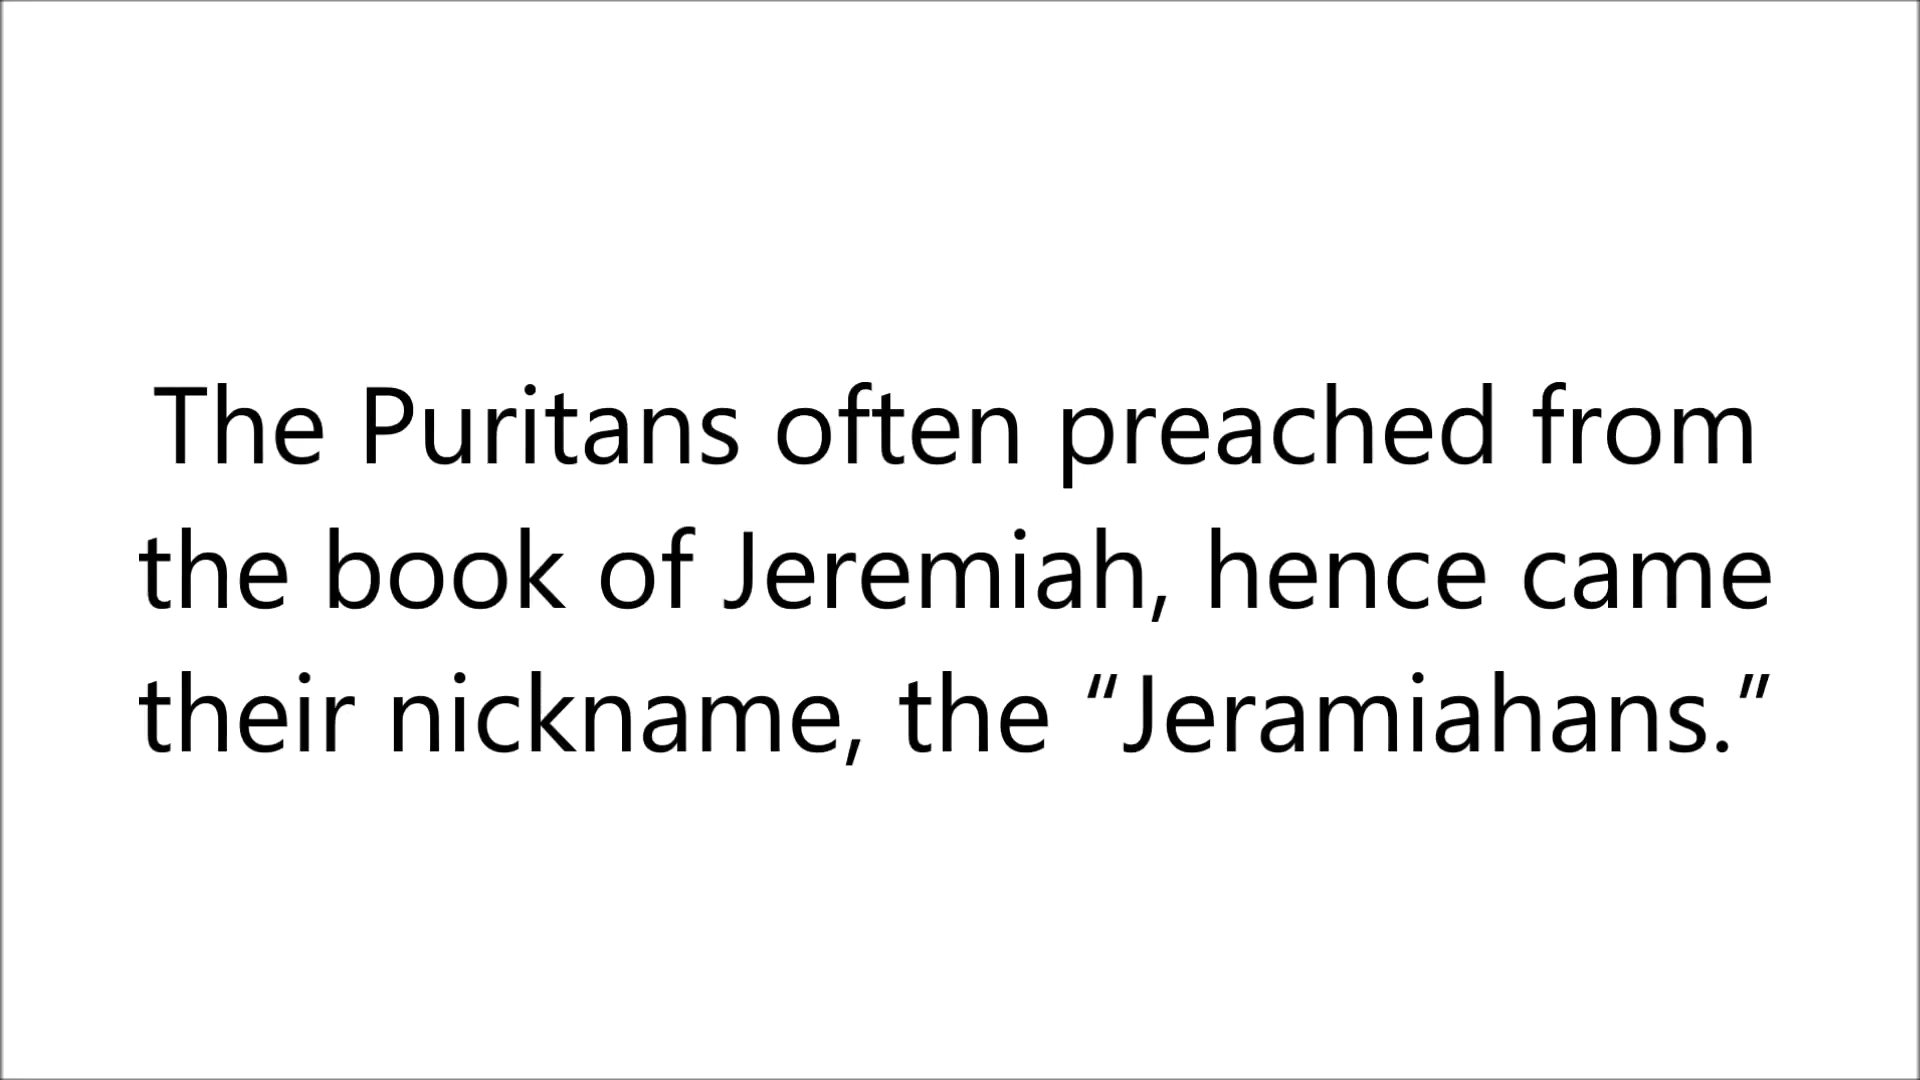 The Puritans often preached from
the book of Jeremiah, hence came
their nickname, the “Jeramiahans.”